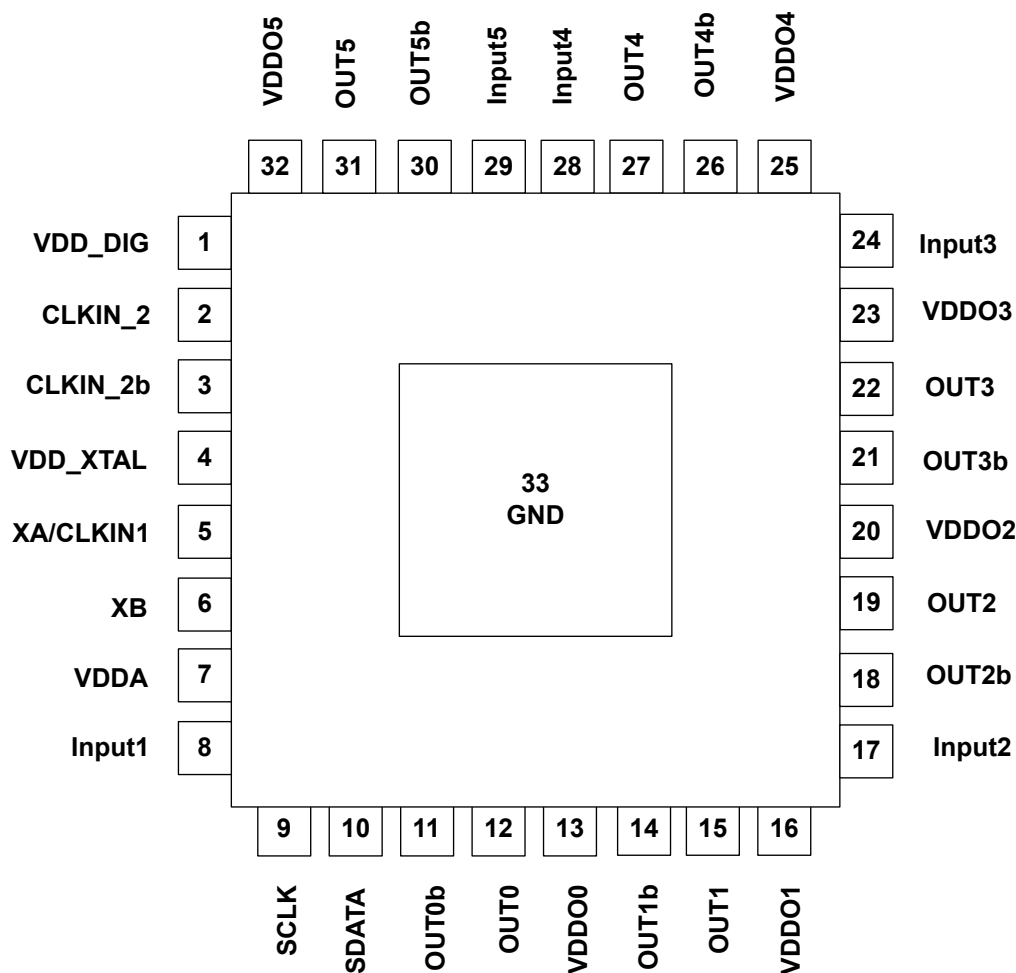 VDDO5
OUT5
OUT5b
Input5
Input4
OUT4
OUT4b
VDDO4
32
31
30
29
28
27
26
25
VDD_DIG
1
24
Input3
CLKIN_2
2
23
VDDO3
CLKIN_2b
3
22
OUT3
VDD_XTAL
4
21
OUT3b
33
GND
XA/CLKIN1
5
20
VDDO2
XB
6
19
OUT2
VDDA
7
18
OUT2b
Input1
8
17
Input2
9
10
11
12
13
14
15
16
SCLK
SDATA
OUT0b
OUT0
VDDO0
OUT1b
OUT1
VDDO1